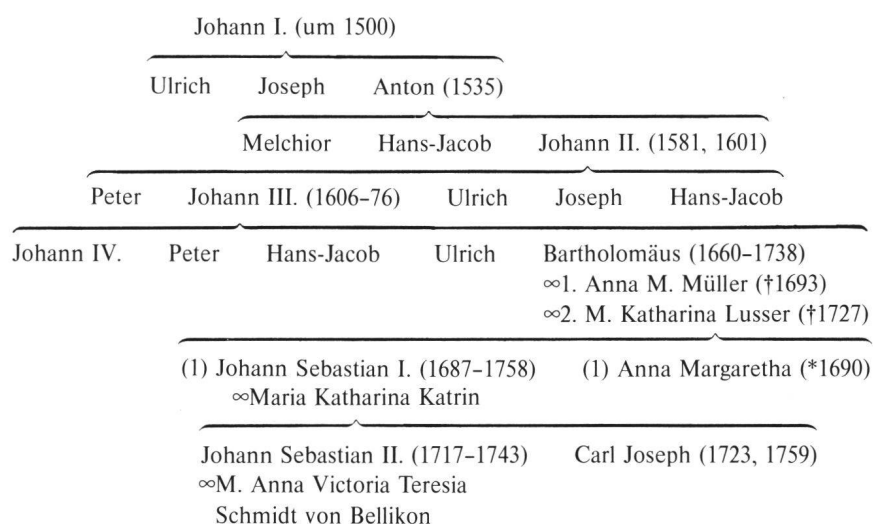 Johann I. (um 1500)
Ulrich Joseph Anton (1535)
Melchior Hans-Jacob Johann II. (1581, 1601)
Peter Johann III. (1606–76) Ulrich Joseph Hans-Jacob
Johann IV. Peter Hans-Jacob Ulrich Bartholomäus (1660–1738)
∞1. Anna M. Müller (†1693)
∞2. M. Katharina Lusser (†1727)
(1) Johann Sebastian I. (1687–1758) (1) Anna Margaretha (*1690)
∞Maria Katharina Katrin
Johann Sebastian II. (1717–1743) Carl Joseph (1723, 1759)
∞M. Anna Victoria Teresia
Schmidt von Bellikon